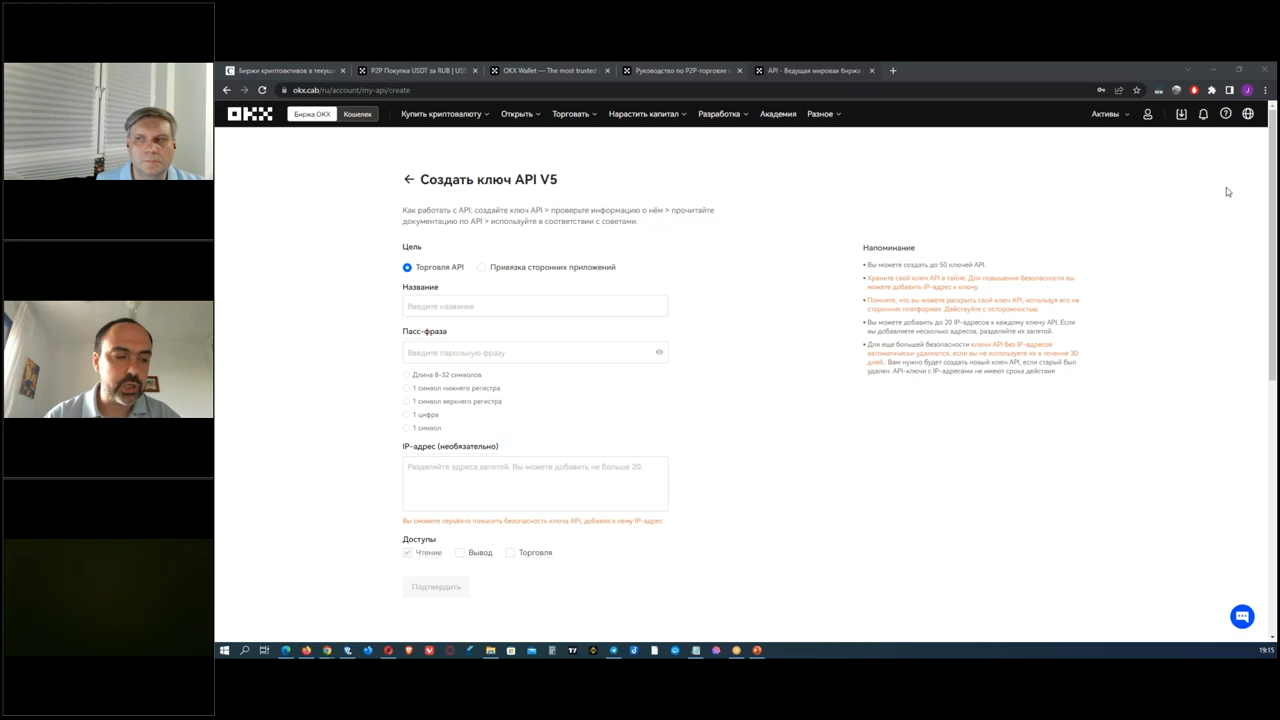 Биржи криптоактивов в текущ
P2P Покупка USDT за RUB | USD
OKX Wallet — The most trusted
Руководство по P2P-торговле
API - Ведущая мировая биржа
okx.cab/ru/account/my-api/create
OKX
Биржа OKX
Кошелек
Купить криптовалюту
Открыть
Торговать
Нарастить капитал
Разработка
Академия
Разное
Активы
Создать ключ API V5
Как работать с API: создайте ключ API > проверьте информацию о нём > прочитайте
документацию по API > используйте в соответствии с советами.
Цель
Торговля API
Привязка сторонних приложений
Название
Введите название
Пасс-фраза
Введите парольную фразу
Длина 8-32 символов
1 символ нижнего регистра
1 символ верхнего регистра
1 цифра
1 символ
IP-адрес (необязательно)
Разделяйте адреса запятой. Вы можете добавить не больше 20.
Вы сможете серьёзно повысить безопасность ключа API, добавив к нему IP-адрес
Доступы
Чтение
Вывод
Торговля
Подтвердить
Напоминание
• Вы можете создать до 50 ключей API.
• Храните свой ключ API в тайне. Для повышения безопасности вы
можете добавить IP-адрес к ключу.
• Помните, что вы можете раскрыть свой ключ API, используя его на
сторонних платформах. Действуйте с осторожностью.
• Вы можете добавить до 20 IP-адресов к каждому ключу API. Если
вы добавляете несколько адресов, разделяйте их запятой.
• Для еще большей безопасности ключи API без IP-адресов
автоматически удаляются, если вы не используете их в течение 30
дней. Вам нужно будет создать новый ключ API, если старый был
удален. API-ключи с IP-адресами не имеют срока действия
19:15